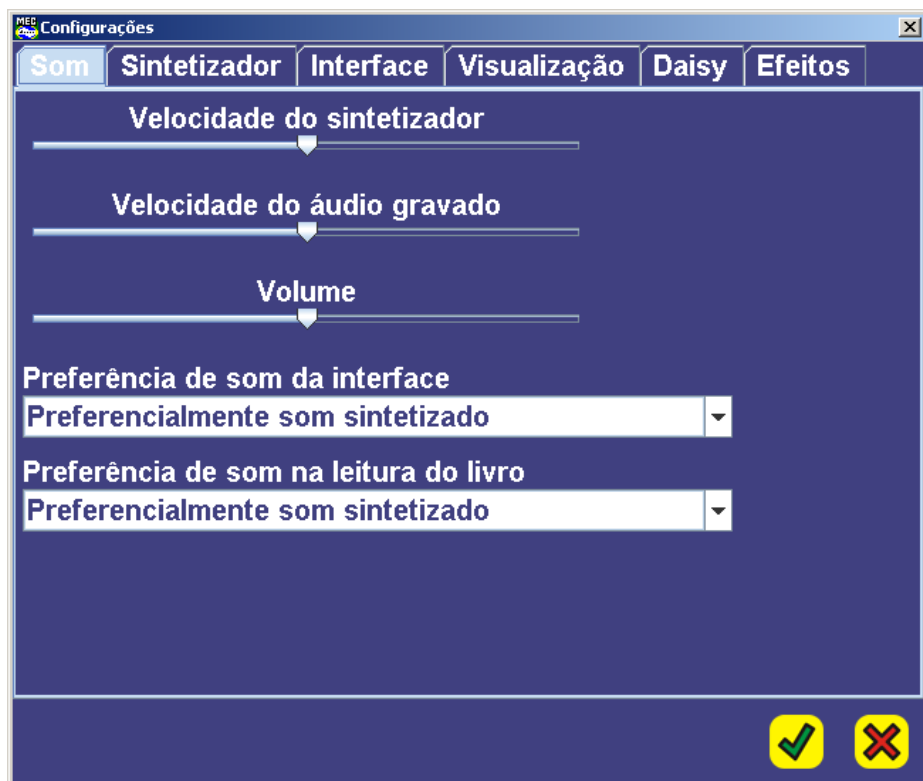 MEC
Configurações
Som Sintetizador Interface Visualização Daisy Efeitos
Velocidade do sintetizador
Velocidade do áudio gravado
Volume
Preferência de som da interface
Preferencialmente som sintetizado
Preferência de som na leitura do livro
Preferencialmente som sintetizado